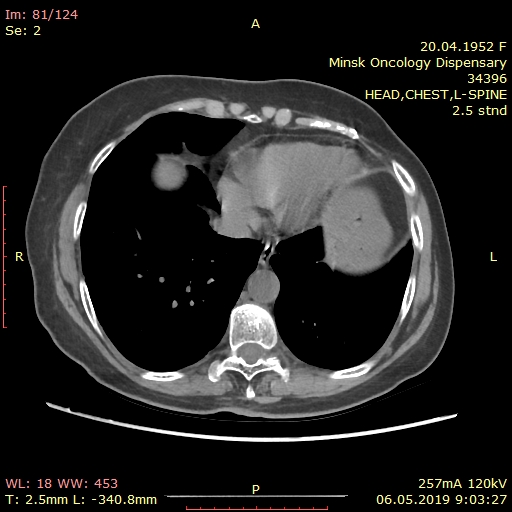 Im: 81/124
Se: 2
A
20.04.1952 F
Minsk Oncology Dispensary
34396
HEAD,CHEST,L-SPINE
2.5 stnd
R
L
WL: 18 WW: 453
T: 2.5mm L: -340.8mm
P
257mA 120kV
06.05.2019 9:03:27